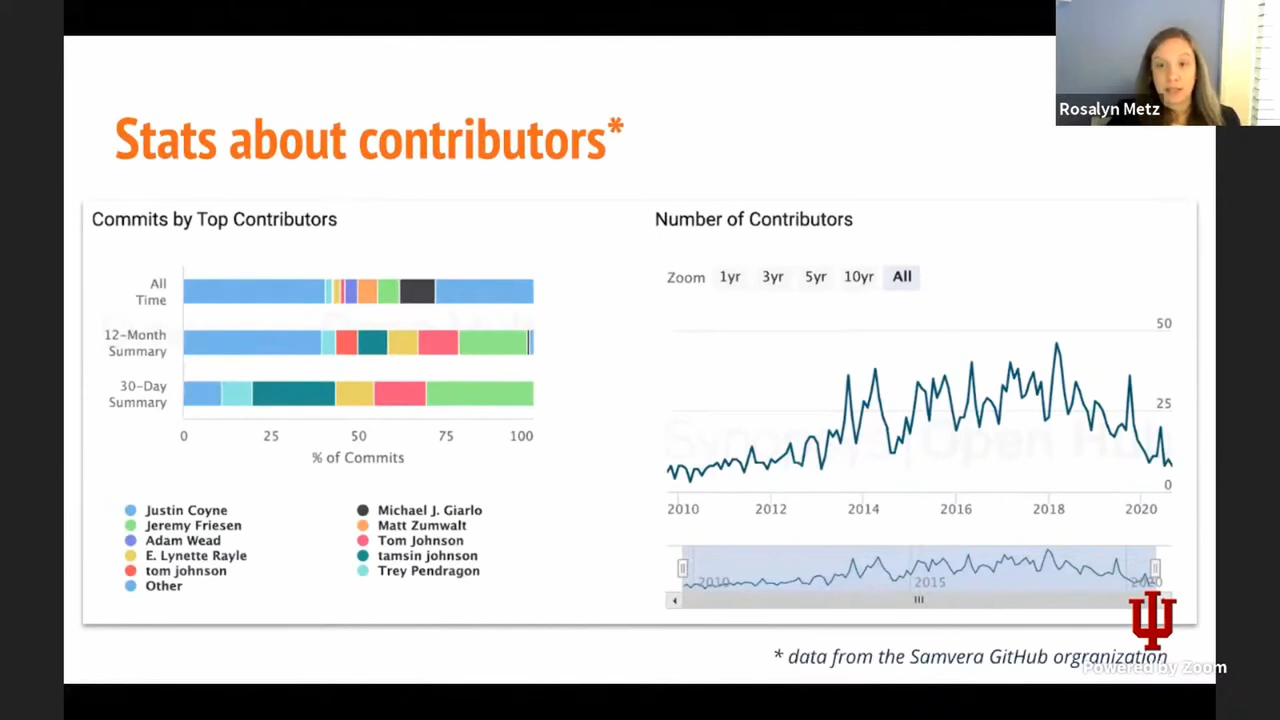 Rosalyn Metz
Stats about contributors*
Commits by Top Contributors
All
Time
12-Month
Summary
30-Day
Summary
0 25 50 75 100
% of Commits
Justin Coyne
Jeremy Friesen
Adam Wead
E. Lynette Rayle
tom johnson
Other
Michael J. Giarlo
Matt Zumwalt
Tom Johnson
tamsin johnson
Trey Pendragon
Number of Contributors
Zoom 1yr 3yr 5yr 10yr All
50
25
0
Synopsys Open Hub
2010 2012 2014 2016 2018 2020
2010 2015 2020
* data from the Samvera GitHub orgranization
Powered by Zoom